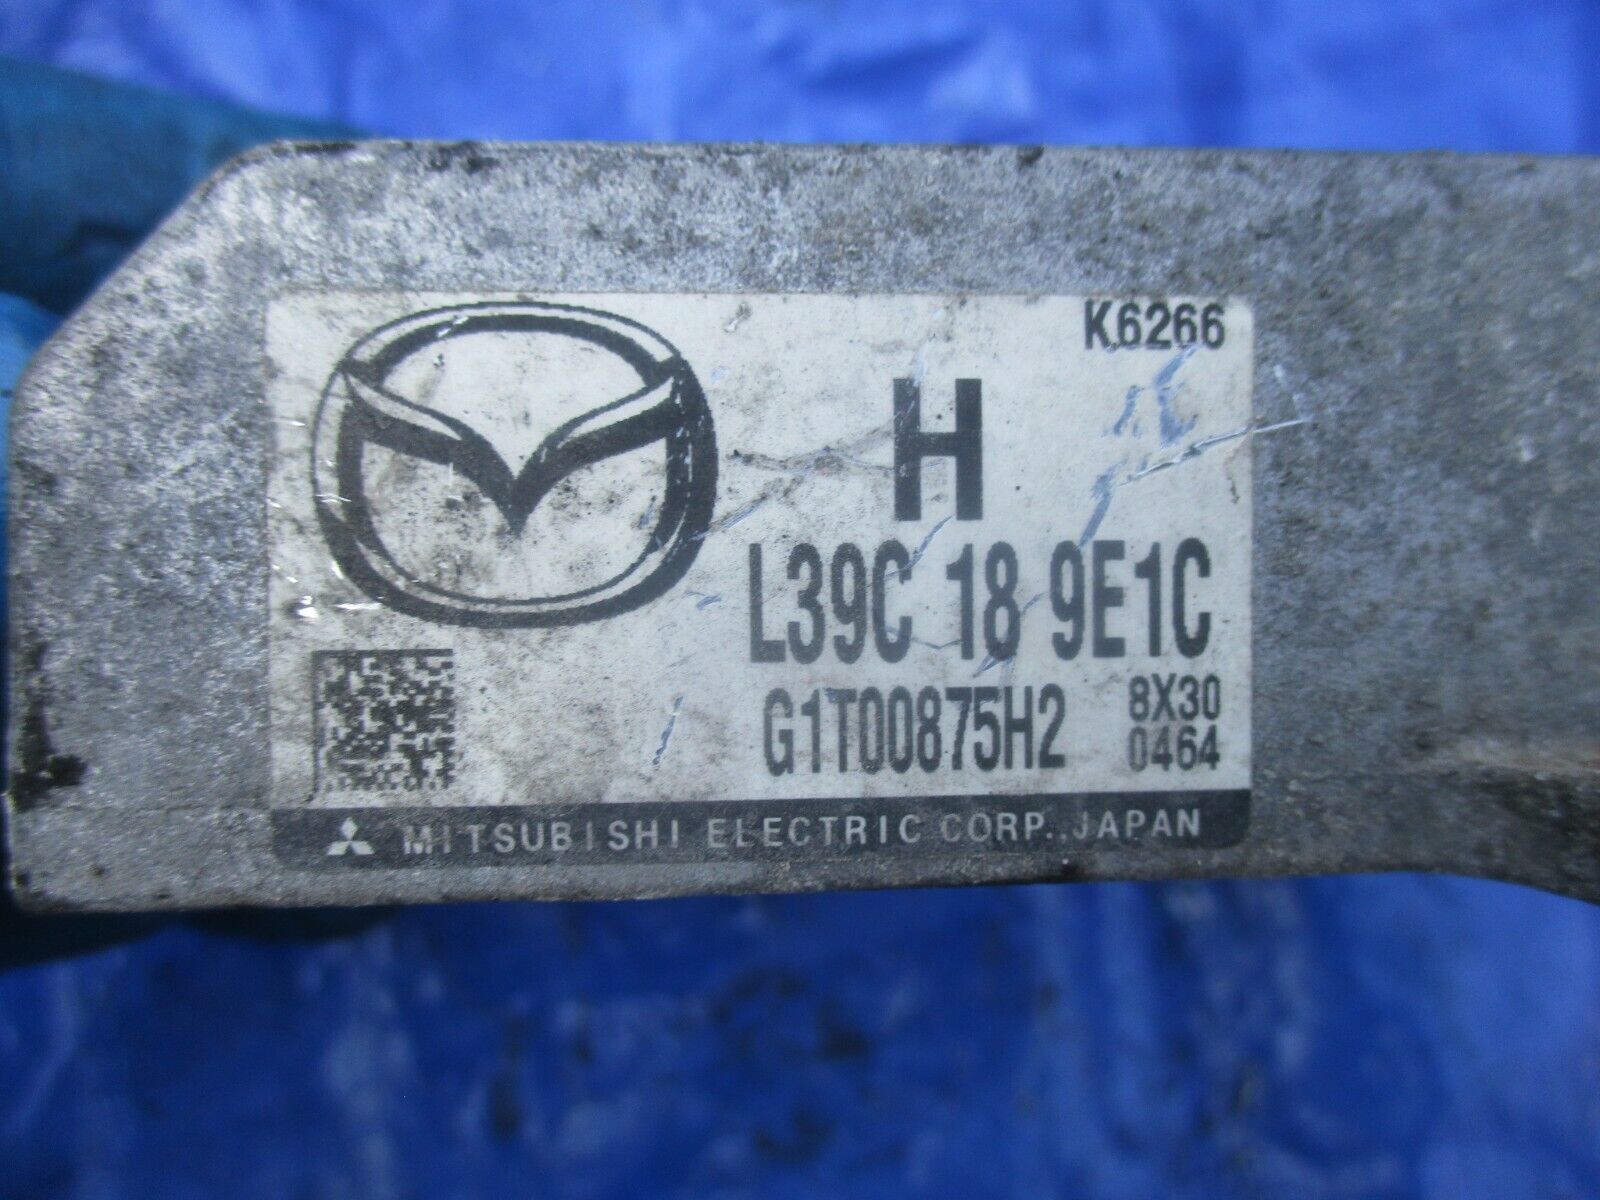 K6266
H
L39C 18 9E1C
G1T00875H2 8X30
0464
MITSUBISHI ELECTRIC CORP., JAPAN